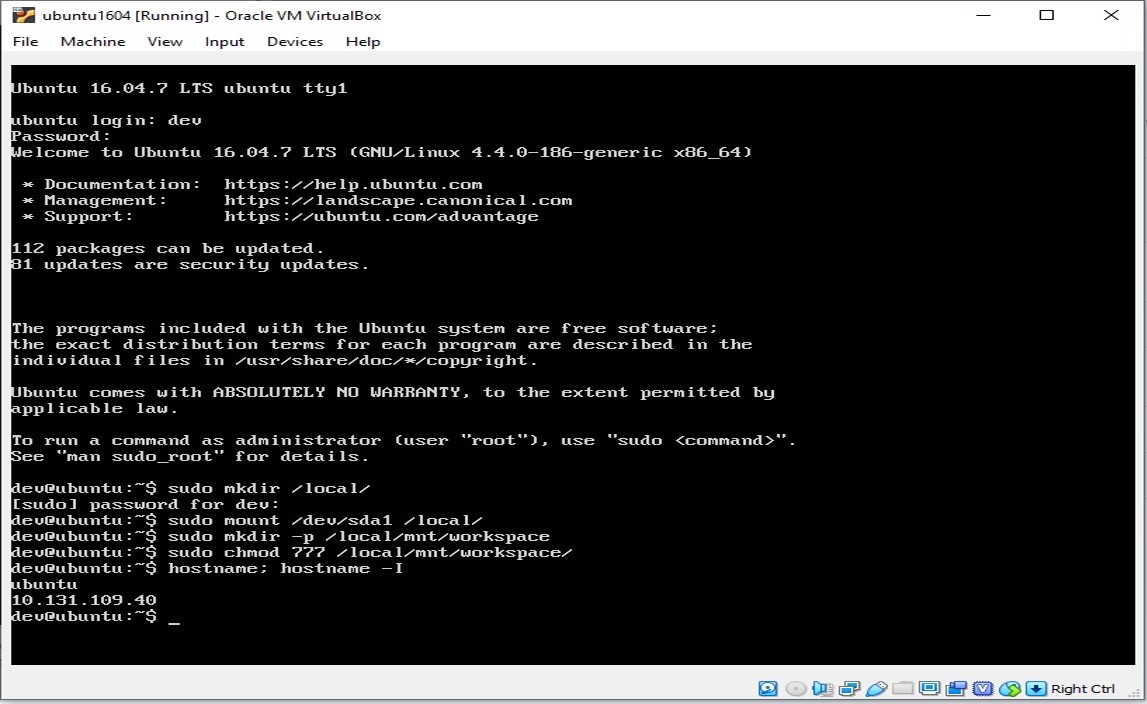 ubuntu1604 [Running] - Oracle VM VirtualBox
File Machine View Input Devices Help
Ubuntu 16.04.7 LTS ubuntu tty1
ubuntu login: dev
Password:
Welcome to Ubuntu 16.04.7 LTS (GNU/Linux 4.4.0-186-generic x86_64)
* Documentation: https://help.ubuntu.com
* Management: https://landscape.canonical.com
* Support: https://ubuntu.com/advantage
112 packages can be updated.
81 updates are security updates.
The programs included with the Ubuntu system are free software;
the exact distribution terms for each program are described in the
individual files in /usr/share/doc/*/copyright.
Ubuntu comes with ABSOLUTELY NO WARRANTY, to the extent permitted by
applicable law.
To run a command as administrator (user "root"), use "sudo <command>".
See "man sudo_root" for details.
dev@ubuntu:~$ sudo mkdir /local/
[sudo] password for dev:
dev@ubuntu:~$ sudo mount /dev/sda1 /local/
dev@ubuntu:~$ sudo mkdir -p /local/mnt/workspace
dev@ubuntu:~$ sudo chmod 777 /local/mnt/workspace/
dev@ubuntu:~$ hostname; hostname -I
ubuntu
10.131.109.40
dev@ubuntu:~$ _
Right Ctrl